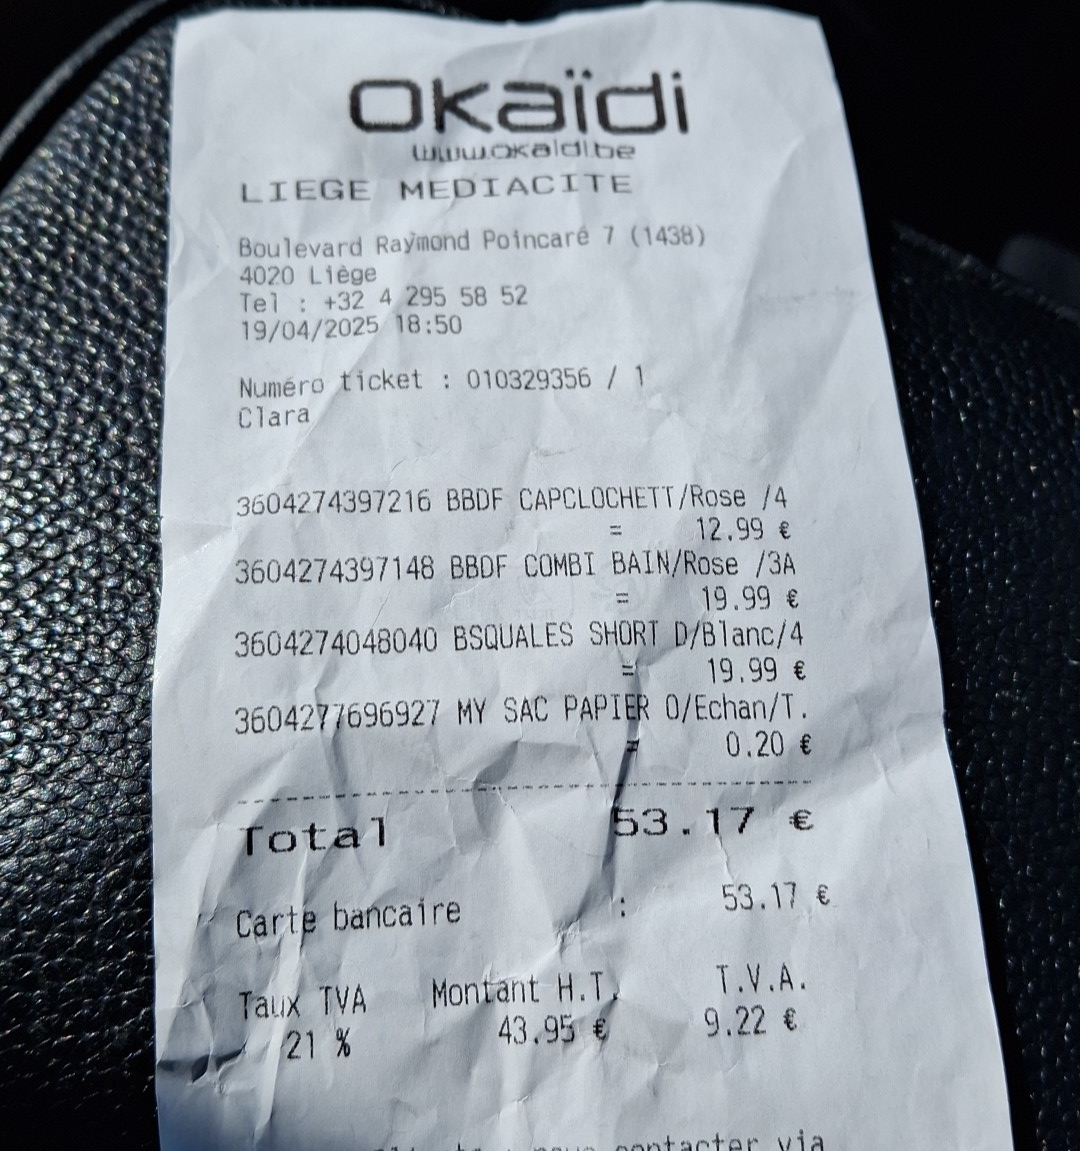 Okaïdi
www.okaidi.be
LIEGE MEDIACITE
Boulevard Raymond Poincaré 7 (1438)
4020 Liège
Tel : +32 4 295 58 52
19/04/2025 18:50
Numéro ticket : 010329356 / 1
Clara
3604274397216 BBDF CAPCLOCHETT/Rose /4
= 12.99 €
3604274397148 BBDF COMBI BAIN/Rose /3A
= 19.99 €
3604274048040 BSQUALES SHORT D/Blanc/4
= 19.99 €
3604277696927 MY SAC PAPIER O/Echan/T.
= 0.20 €
Total 53.17 €
Carte bancaire : 53.17 €
Taux TVA Montant H.T. T.V.A.
21 % 43.95 € 9.22 €
contacter via